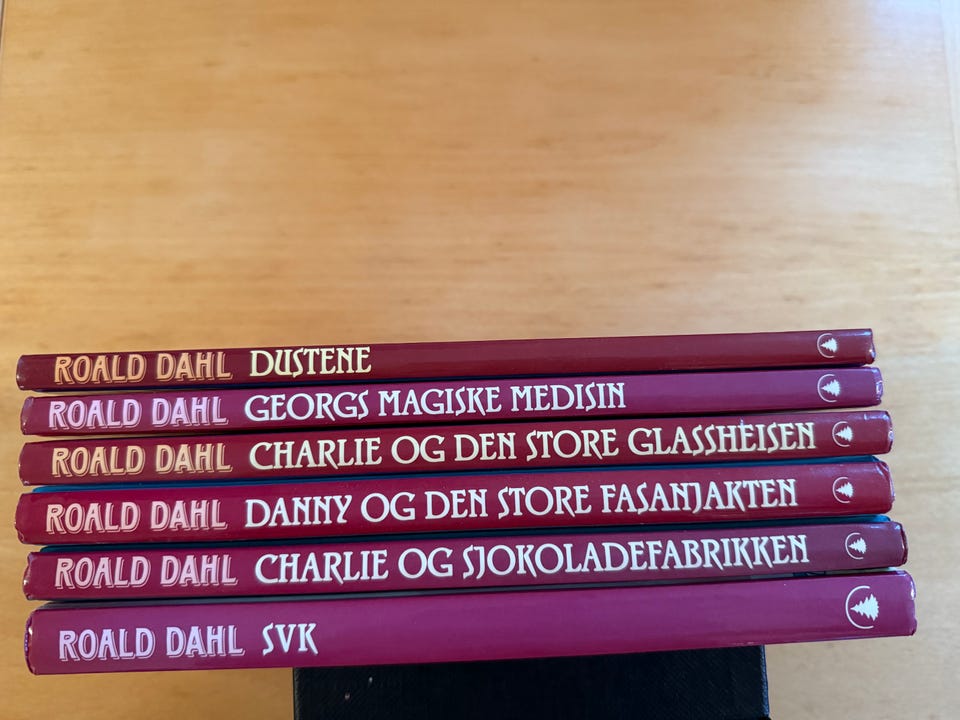 ROALD DAHL DUSTENE
ROALD DAHL GEORGS MAGISKE MEDISIN
ROALD DAHL CHARLIE OG DEN STORE GLASSHEISEN
ROALD DAHL DANNY OG DEN STORE FASANJAKTEN
ROALD DAHL CHARLIE OG SJOKOLADEFABRIKKEN
ROALD DAHL SVK